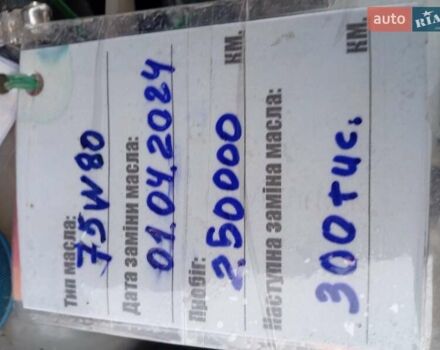 Тип масла:
75W80
Дата заміни масла:
01.04.2024
Пробіг:
250000 км.
Наступна заміна масла:
300 тис. км.
auto RIA